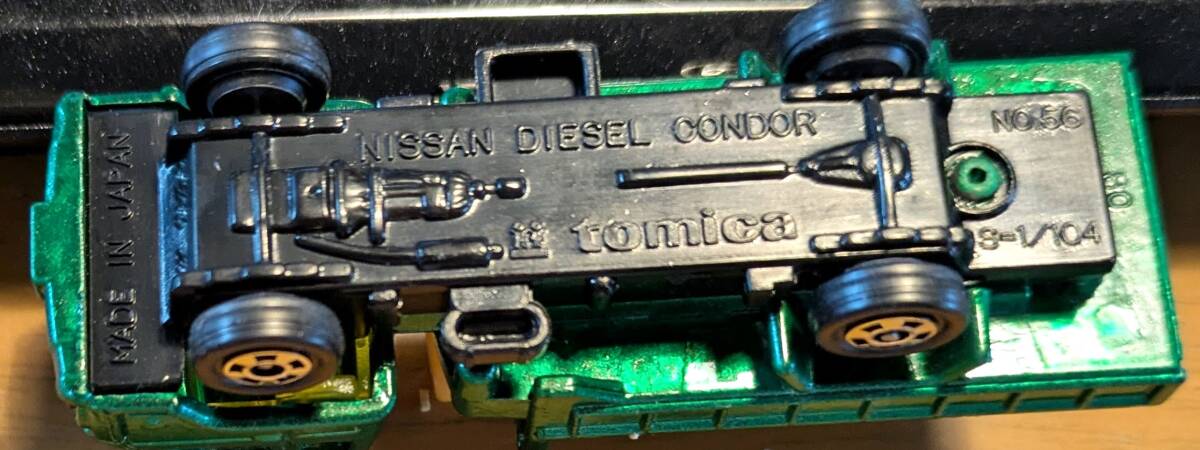 MADE IN JAPAN
NISSAN DIESEL CONDOR
tomica
NO.56
S=1/104